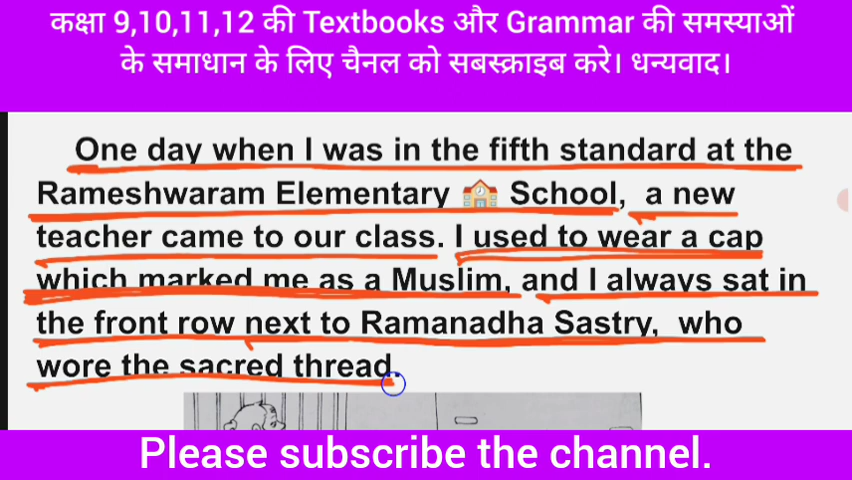 कक्षा 9,10,11,12 की Textbooks और Grammar की समस्याओं
के समाधान के लिए चैनल को सबस्क्राइब करे। धन्यवाद।
One day when I was in the fifth standard at the
Rameshwaram Elementary 🏫 School, a new
teacher came to our class. I used to wear a cap
which marked me as a Muslim, and I always sat in
the front row next to Ramanadha Sastry, who
wore the sacred thread.
Please subscribe the channel.